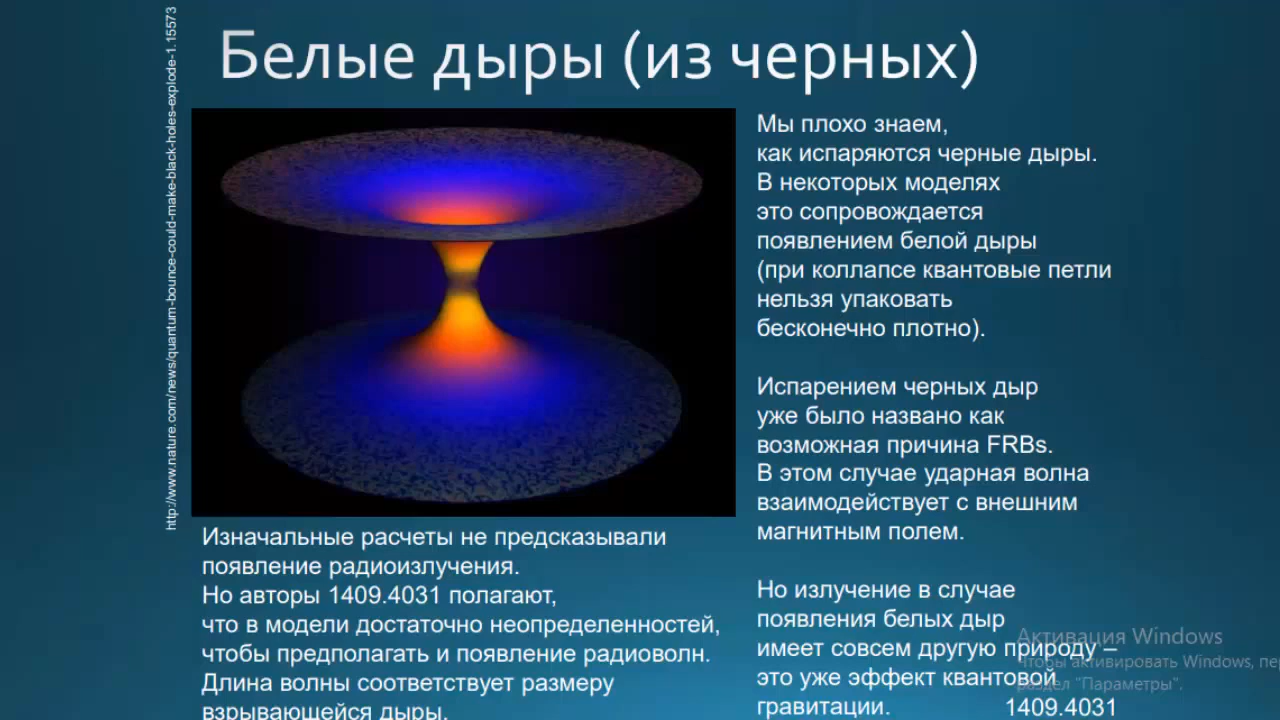 Белые дыры (из черных)
http://www.nature.com/news/quantum-bounce-could-make-black-holes-explode-1.15573
Мы плохо знаем,
как испаряются черные дыры.
В некоторых моделях
это сопровождается
появлением белой дыры
(при коллапсе квантовые петли
нельзя упаковать
бесконечно плотно).
Испарением черных дыр
уже было названо как
возможная причина FRBs.
В этом случае ударная волна
взаимодействует с внешним
магнитным полем.
Но излучение в случае
появления белых дыр
имеет совсем другую природу –
это уже эффект квантовой
гравитации. 1409.4031
Изначальные расчеты не предсказывали
появление радиоизлучения.
Но авторы 1409.4031 полагают,
что в модели достаточно неопределенностей,
чтобы предполагать и появление радиоволн.
Длина волны соответствует размеру
взрывающейся дыры.
Активация Windows
Чтобы активировать Windows, пе
раздел "Параметры".